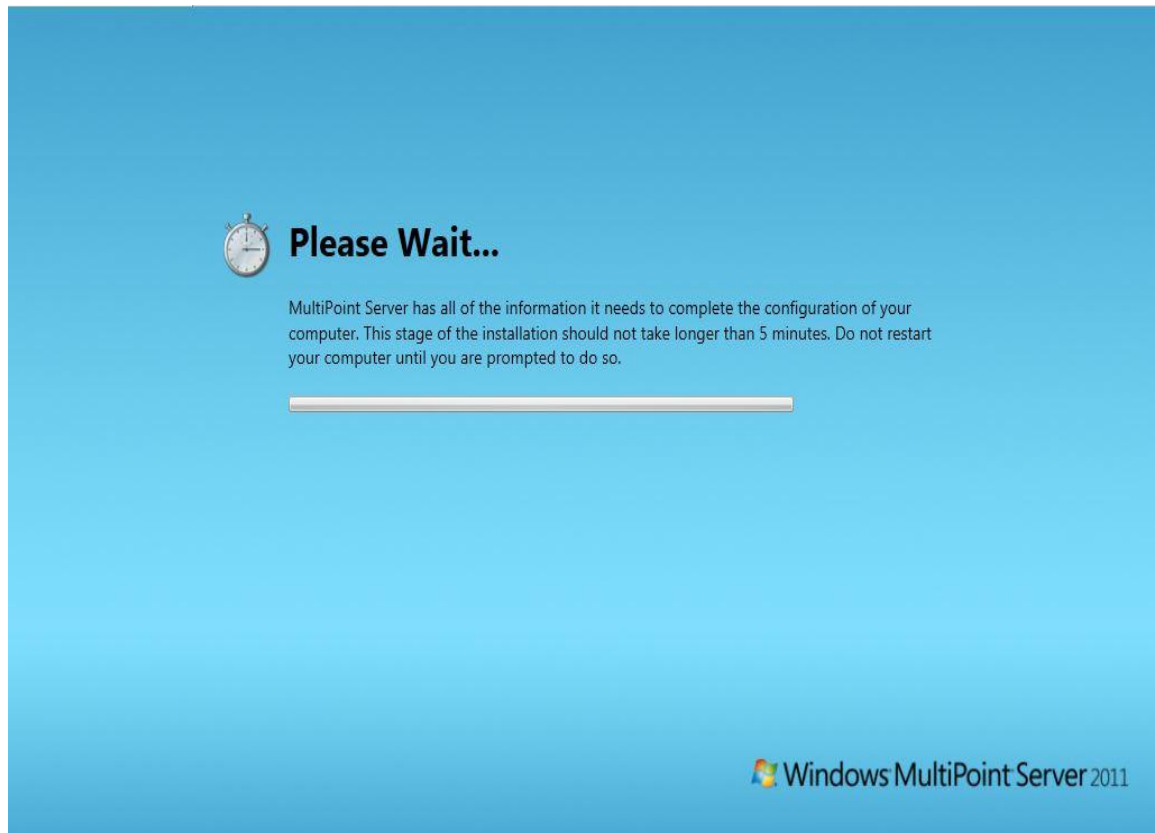 Please Wait...
MultiPoint Server has all of the information it needs to complete the configuration of your
computer. This stage of the installation should not take longer than 5 minutes. Do not restart
your computer until you are prompted to do so.
Windows MultiPoint Server 2011